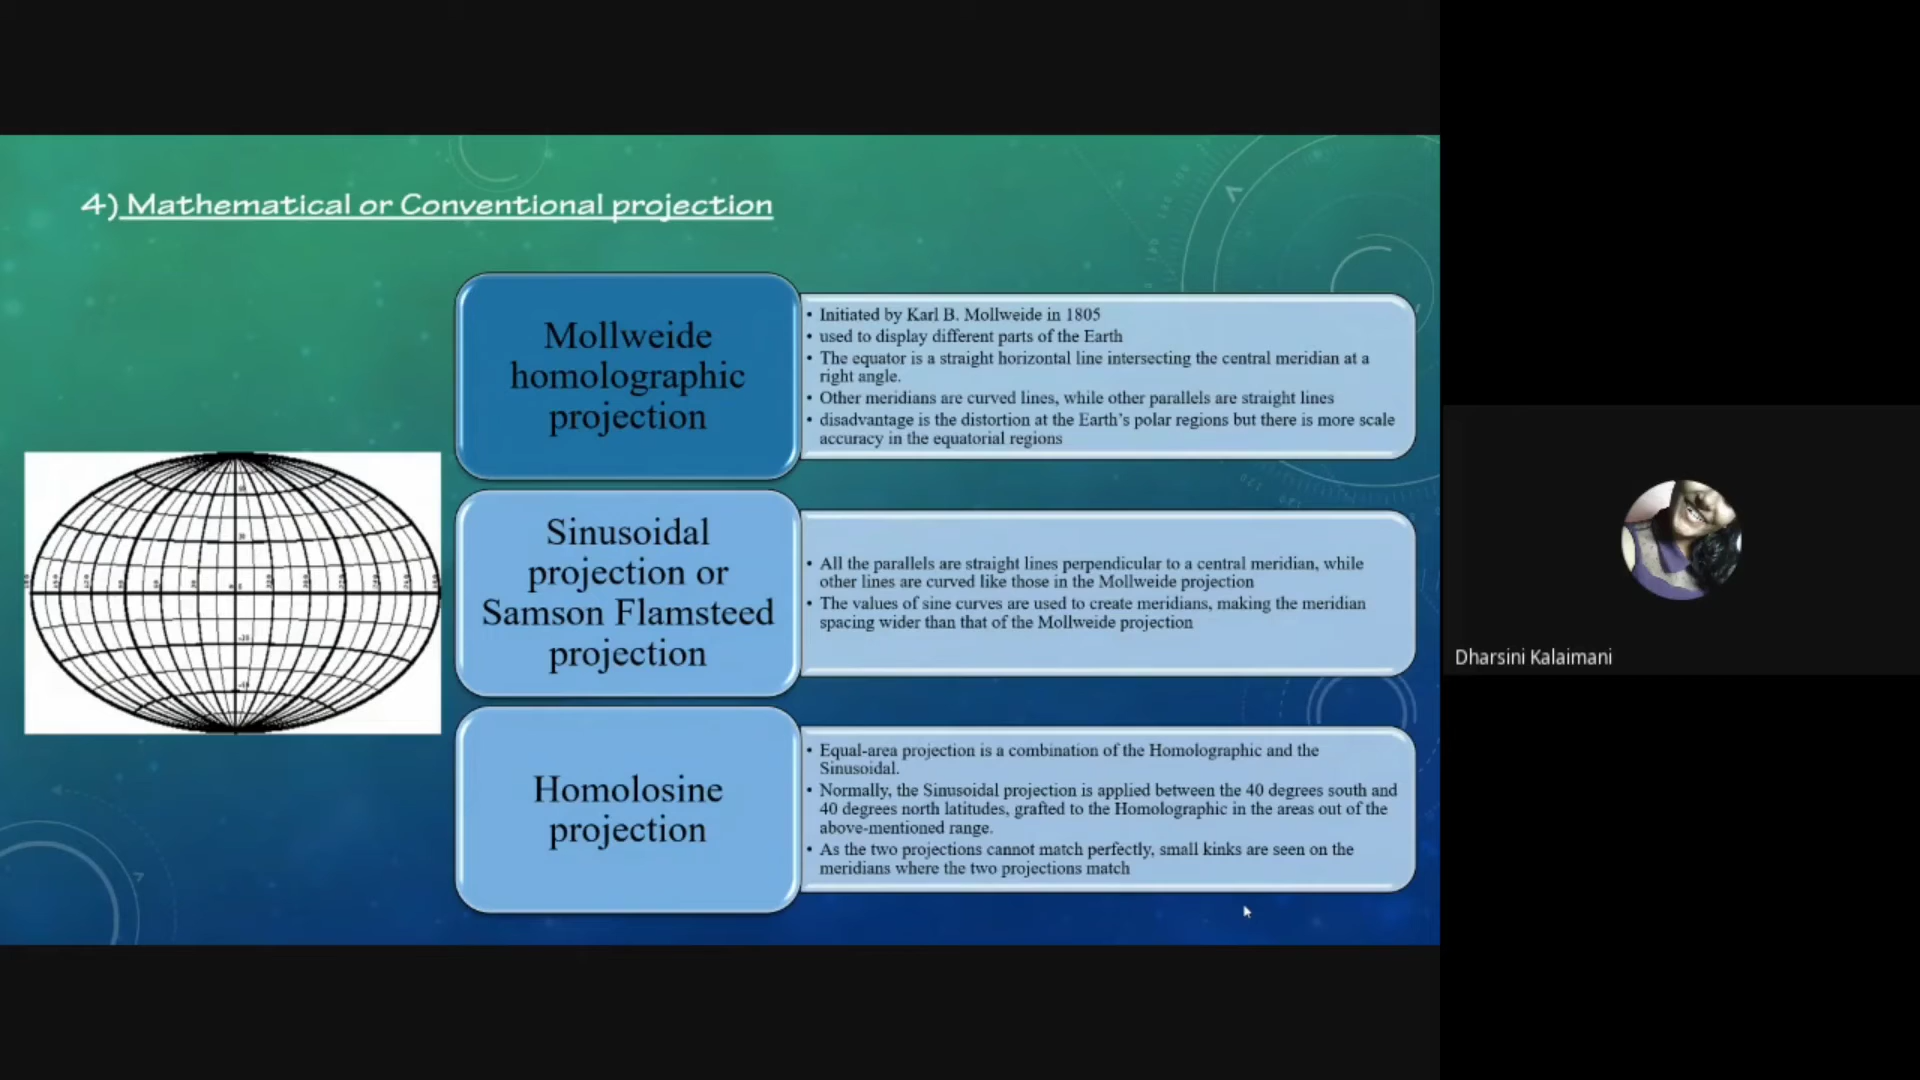 4) Mathematical or Conventional projection
Mollweide
homolographic
projection
• Initiated by Karl B. Mollweide in 1805
• used to display different parts of the Earth
• The equator is a straight horizontal line intersecting the central meridian at a
right angle.
• Other meridians are curved lines, while other parallels are straight lines
• disadvantage is the distortion at the Earth's polar regions but there is more scale
accuracy in the equatorial regions
Sinusoidal
projection or
Samson Flamsteed
projection
• All the parallels are straight lines perpendicular to a central meridian, while
other lines are curved like those in the Mollweide projection
• The values of sine curves are used to create meridians, making the meridian
spacing wider than that of the Mollweide projection
Homolosine
projection
• Equal-area projection is a combination of the Homolographic and the
Sinusoidal.
• Normally, the Sinusoidal projection is applied between the 40 degrees south and
40 degrees north latitudes, grafted to the Homolographic in the areas out of the
above-mentioned range.
• As the two projections cannot match perfectly, small kinks are seen on the
meridians where the two projections match
Dharsini Kalaimani